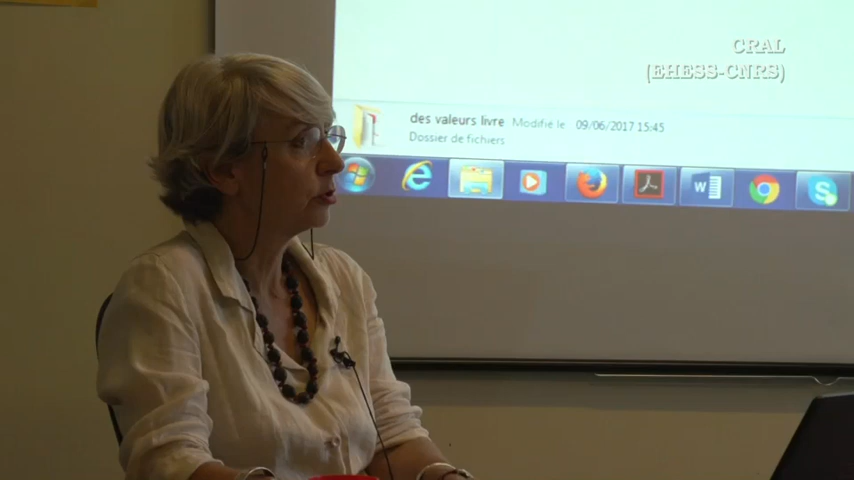 CRAL
(EHESS-CNRS)
des valeurs livre Modifié le 09/06/2017 15:45
Dossier de fichiers